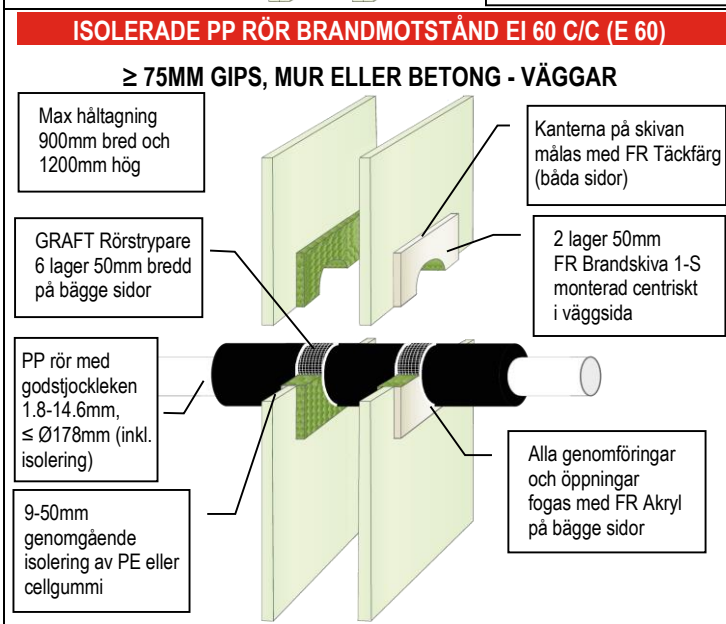 ISOLERADE PP RÖR BRANDMOTSTÅND EI 60 C/C (E 60)
≥ 75MM GIPS, MUR ELLER BETONG - VÄGGAR
Max håltagning
900mm bred och
1200mm hög
Kanterna på skivan
målas med FR Täckfärg
(båda sidor)
GRAFT Rörstrypare
6 lager 50mm bredd
på bägge sidor
2 lager 50mm
FR Brandskiva 1-S
monterad centriskt
i väggsida
PP rör med
godstjockleken
1.8-14.6mm,
≤ Ø178mm (inkl.
isolering)
Alla genomföringar
och öppningar
fogas med FR Akryl
på bägge sidor
9-50mm
genomgående
isolering av PE eller
cellgummi